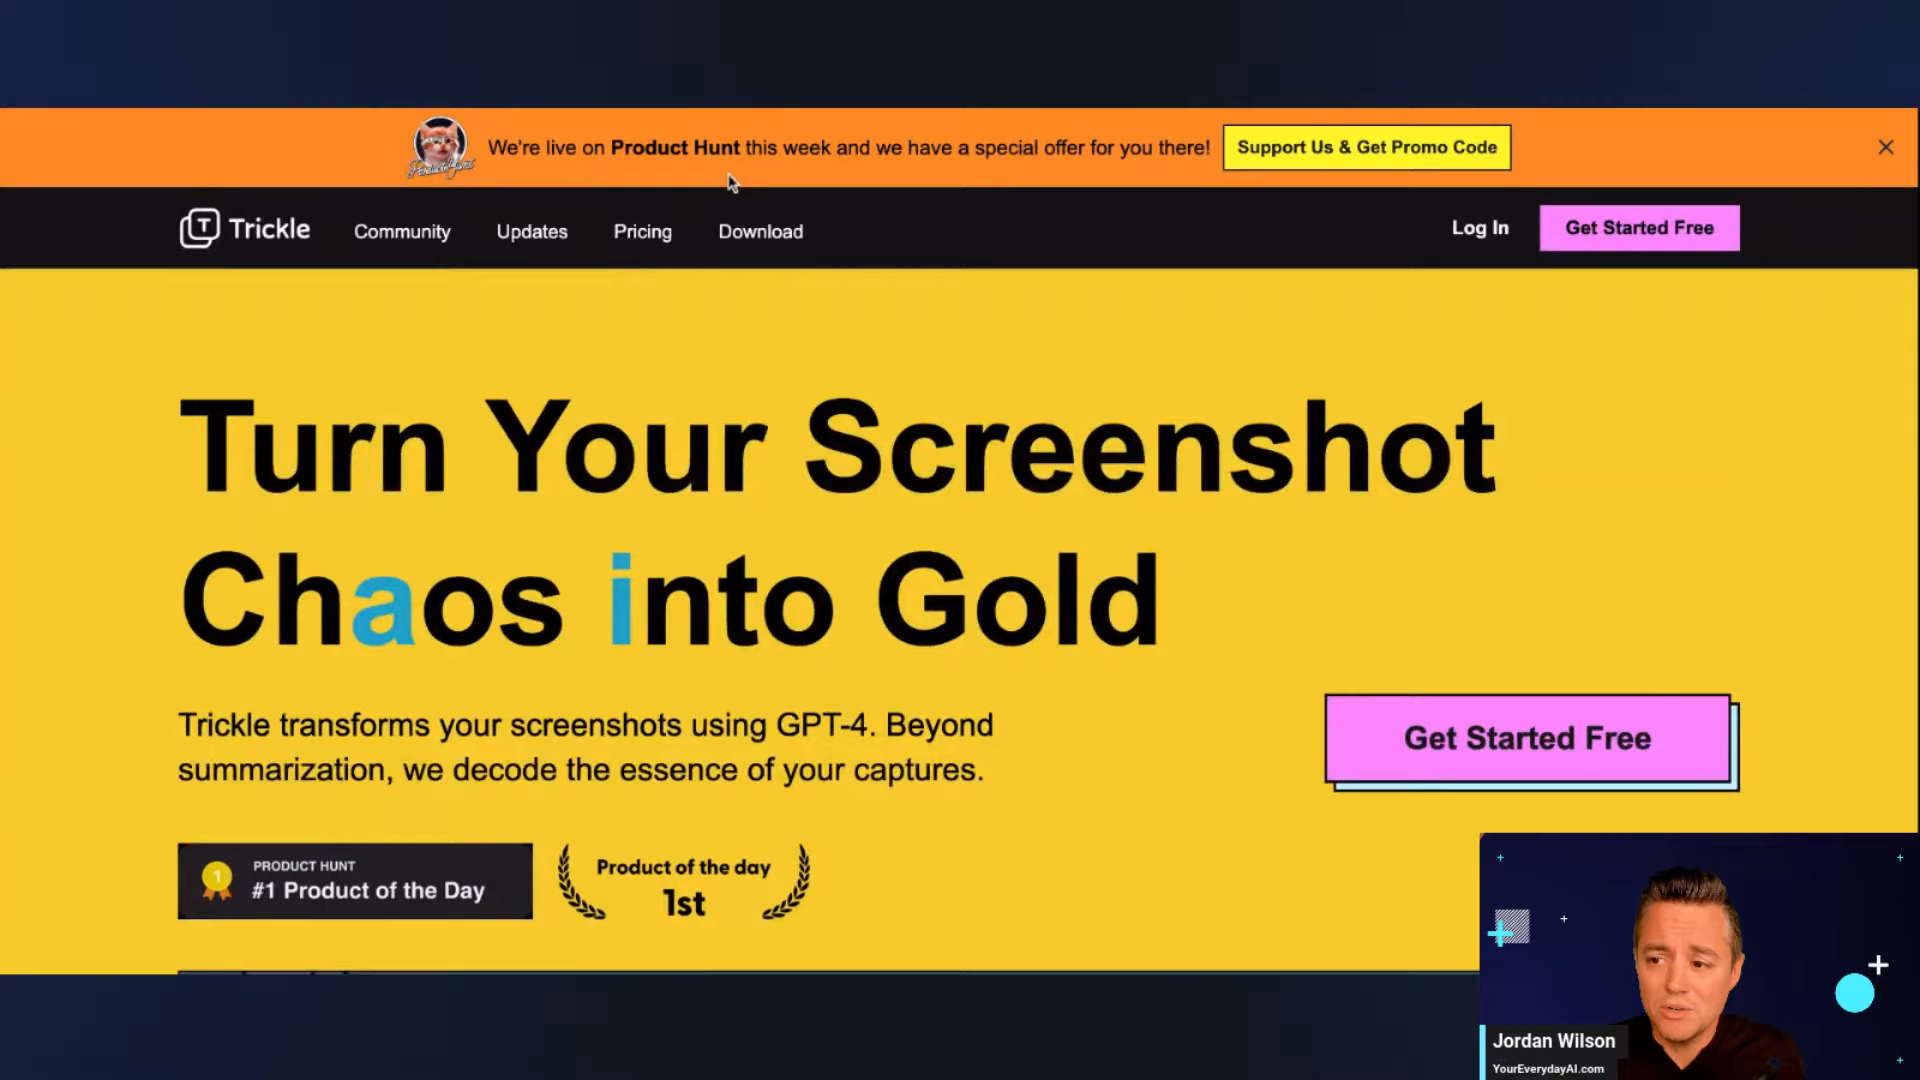 We're live on Product Hunt this week and we have a special offer for you there!
Support Us & Get Promo Code
Trickle
Community
Updates
Pricing
Download
Log In
Get Started Free
Turn Your Screenshot
Chaos into Gold
Trickle transforms your screenshots using GPT-4. Beyond
summarization, we decode the essence of your captures.
Get Started Free
PRODUCT HUNT
#1 Product of the Day
1
Product of the day
1st
Jordan Wilson
YourEverydayAI.com